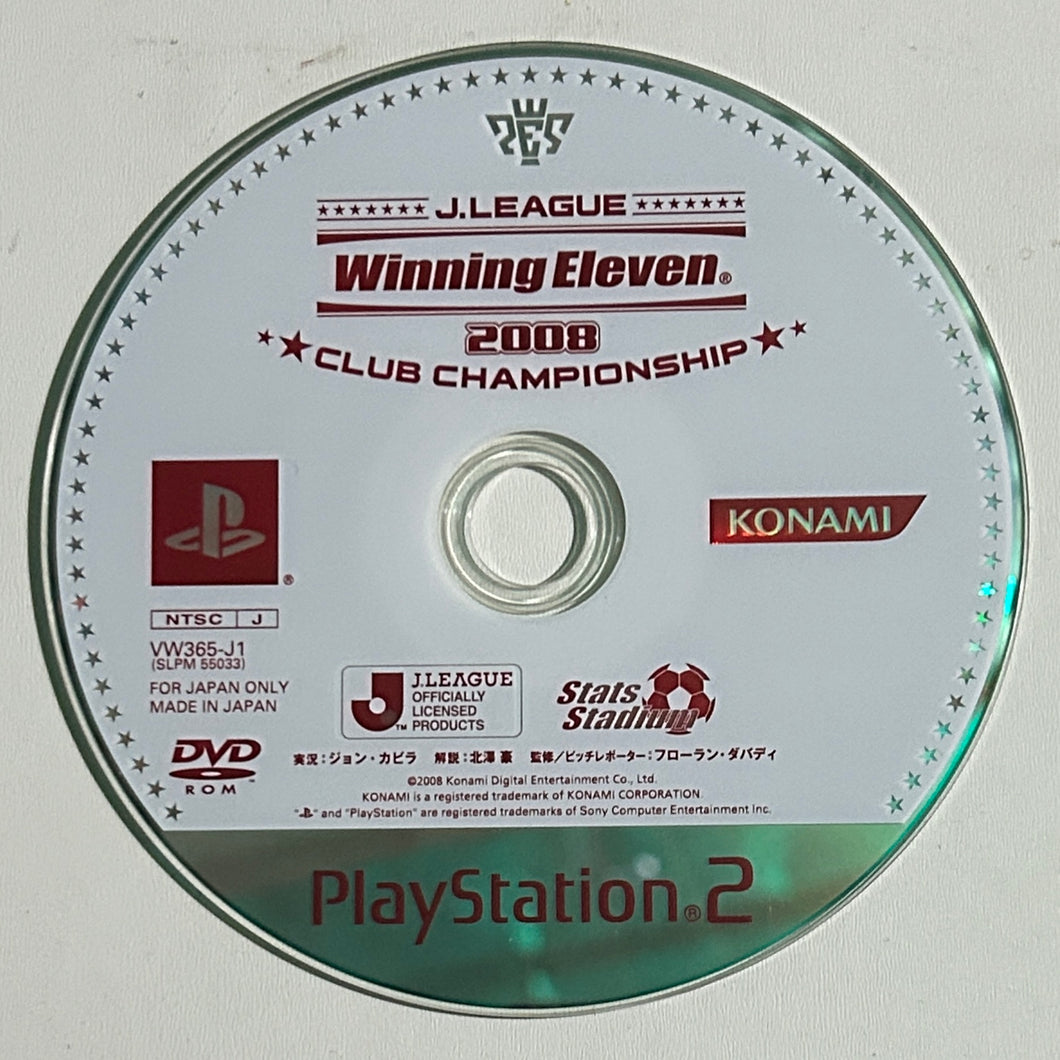 WE
PES
J.LEAGUE
Winning Eleven®
2008
CLUB CHAMPIONSHIP
®
KONAMI
NTSC J
VW365-J1
(SLPM 55033)
FOR JAPAN ONLY
MADE IN JAPAN
J.LEAGUE
OFFICIALLY
LICENSED
PRODUCTS
TM
Stats
Stadium
DVD
ROM
実況:ジョン・カビラ 解説:北澤 豪 監修/ピッチレポーター:フローラン・ダバディ
©2008 Konami Digital Entertainment Co., Ltd.
KONAMI is a registered trademark of KONAMI CORPORATION.
" " and "PlayStation" are registered trademarks of Sony Computer Entertainment Inc.
PlayStation®2